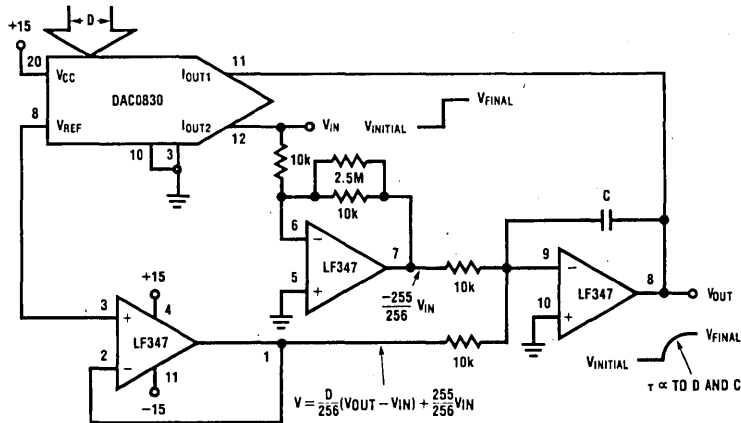 D
+15
20
VCC
DAC0830
IOUT1
11
8
VREF
IOUT2
12
VIN
VINITIAL
VFINAL
10
3
10k
2.5M
10k
6
−
LF347
7
5
+
-255/256 VIN
10k
C
9
−
LF347
8
VOUT
10
+
+15
3
+
4
LF347
1
2
−
11
−15
10k
V = D/256 (VOUT − VIN) + 255/256 VIN
VINITIAL
VFINAL
τ ∝ TO D AND C